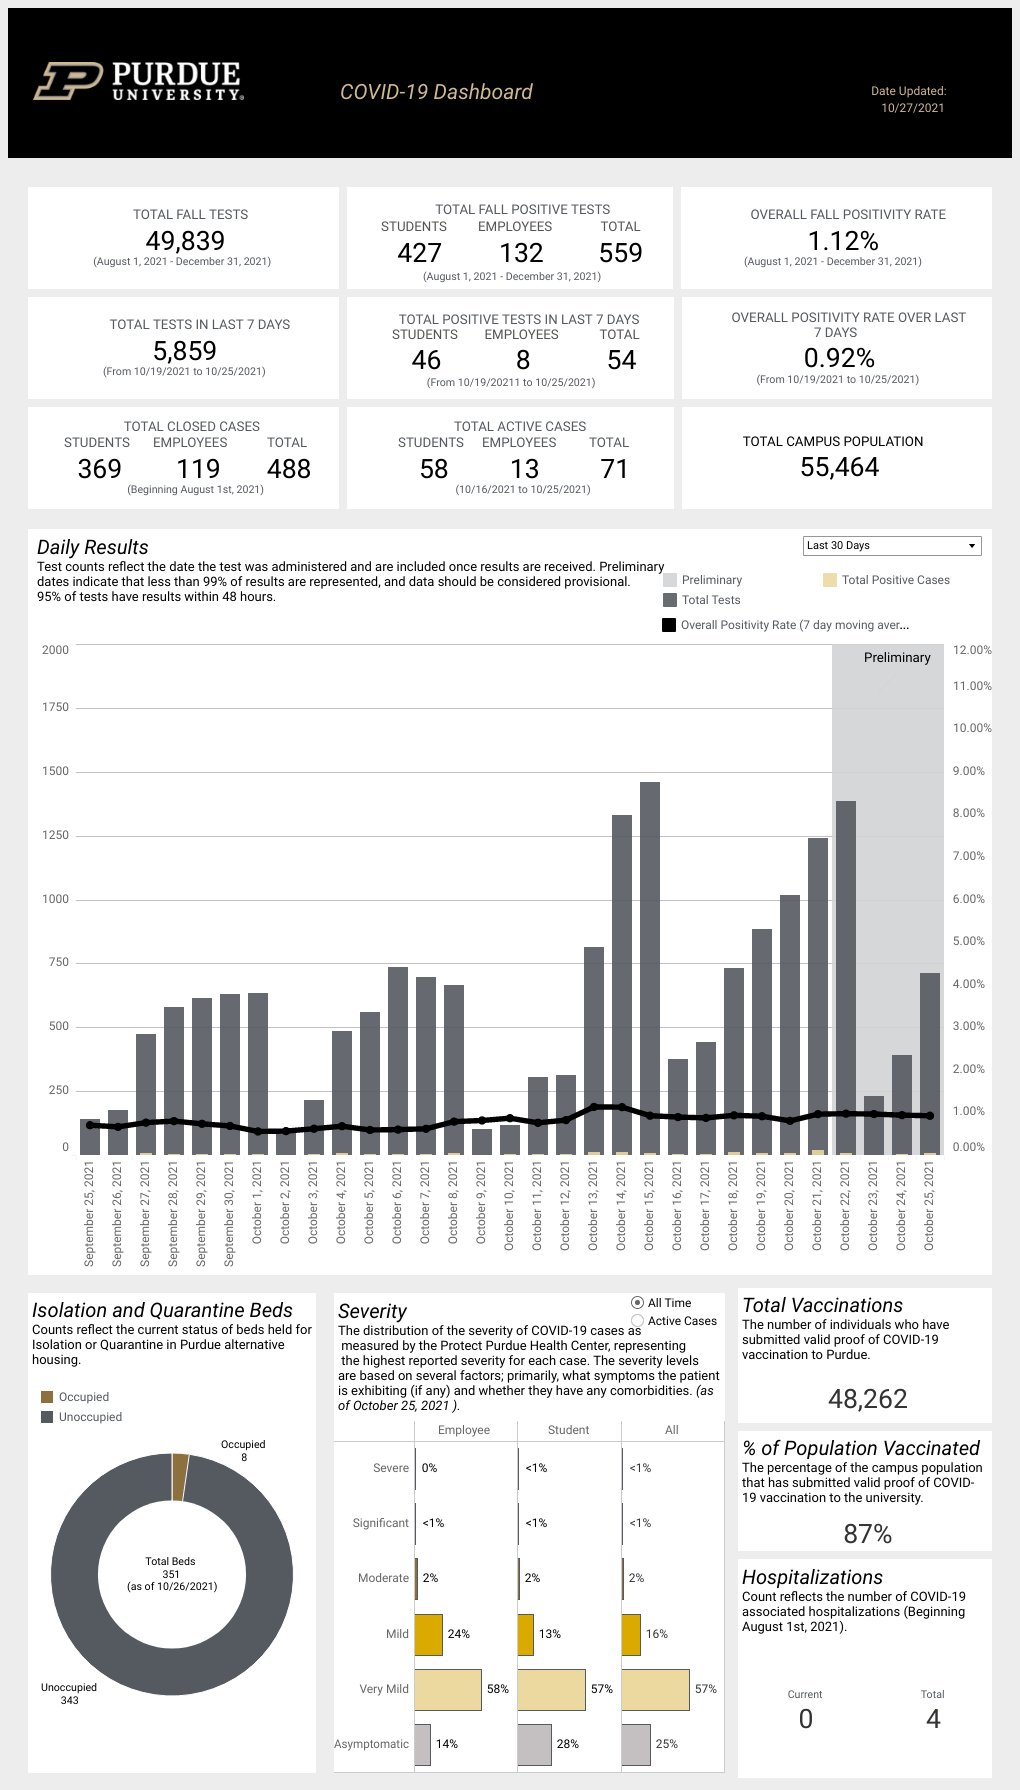 PURDUE
UNIVERSITY®
COVID-19 Dashboard
Date Updated:
10/27/2021
TOTAL FALL TESTS
49,839
(August 1, 2021 - December 31, 2021)
TOTAL FALL POSITIVE TESTS
STUDENTS EMPLOYEES TOTAL
427 132 559
(August 1, 2021 - December 31, 2021)
OVERALL FALL POSITIVITY RATE
1.12%
(August 1, 2021 - December 31, 2021)
TOTAL TESTS IN LAST 7 DAYS
5,859
(From 10/19/2021 to 10/25/2021)
TOTAL POSITIVE TESTS IN LAST 7 DAYS
STUDENTS EMPLOYEES TOTAL
46 8 54
(From 10/19/20211 to 10/25/2021)
OVERALL POSITIVITY RATE OVER LAST
7 DAYS
0.92%
(From 10/19/2021 to 10/25/2021)
TOTAL CLOSED CASES
STUDENTS EMPLOYEES TOTAL
369 119 488
(Beginning August 1st, 2021)
TOTAL ACTIVE CASES
STUDENTS EMPLOYEES TOTAL
58 13 71
(10/16/2021 to 10/25/2021)
TOTAL CAMPUS POPULATION
55,464
Daily Results
Last 30 Days
Test counts reflect the date the test was administered and are included once results are received. Preliminary
dates indicate that less than 99% of results are represented, and data should be considered provisional.
95% of tests have results within 48 hours.
Preliminary
Total Positive Cases
Total Tests
Overall Positivity Rate (7 day moving aver...
Preliminary
2000
1750
1500
1250
1000
750
500
250
0
12.00%
11.00%
10.00%
9.00%
8.00%
7.00%
6.00%
5.00%
4.00%
3.00%
2.00%
1.00%
0.00%
September 25, 2021
September 26, 2021
September 27, 2021
September 28, 2021
September 29, 2021
September 30, 2021
October 1, 2021
October 2, 2021
October 3, 2021
October 4, 2021
October 5, 2021
October 6, 2021
October 7, 2021
October 8, 2021
October 9, 2021
October 10, 2021
October 11, 2021
October 12, 2021
October 13, 2021
October 14, 2021
October 15, 2021
October 16, 2021
October 17, 2021
October 18, 2021
October 19, 2021
October 20, 2021
October 21, 2021
October 22, 2021
October 23, 2021
October 24, 2021
October 25, 2021
Isolation and Quarantine Beds
Counts reflect the current status of beds held for
Isolation or Quarantine in Purdue alternative
housing.
Occupied
Unoccupied
Occupied
8
Total Beds
351
(as of 10/26/2021)
Unoccupied
343
Severity
All Time
Active Cases
The distribution of the severity of COVID-19 cases as
measured by the Protect Purdue Health Center, representing
the highest reported severity for each case. The severity levels
are based on several factors; primarily, what symptoms the patient
is exhibiting (if any) and whether they have any comorbidities. (as
of October 25, 2021 ).
Employee Student All
Severe 0% <1% <1%
Significant <1% <1% <1%
Moderate 2% 2% 2%
Mild 24% 13% 16%
Very Mild 58% 57% 57%
Asymptomatic 14% 28% 25%
Total Vaccinations
The number of individuals who have
submitted valid proof of COVID-19
vaccination to Purdue.
48,262
% of Population Vaccinated
The percentage of the campus population
that has submitted valid proof of COVID-
19 vaccination to the university.
87%
Hospitalizations
Count reflects the number of COVID-19
associated hospitalizations (Beginning
August 1st, 2021).
Current Total
0 4